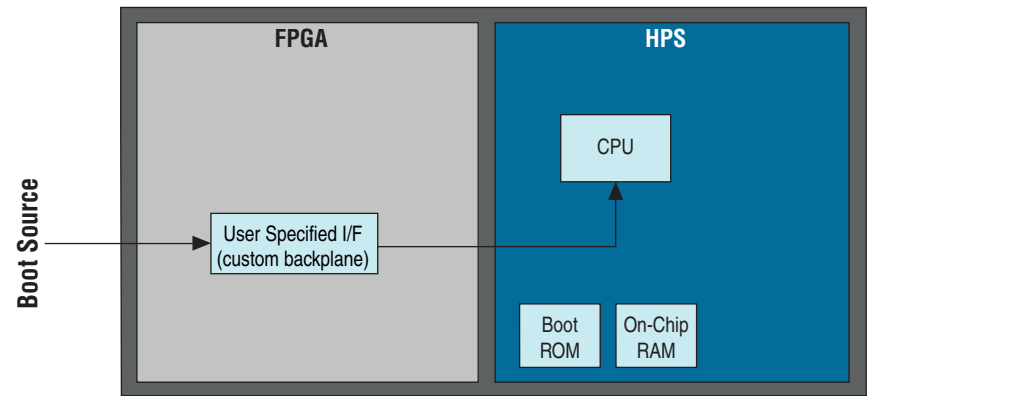 FPGA
HPS
CPU
Boot Source
User Specified I/F
(custom backplane)
Boot
ROM
On-Chip
RAM